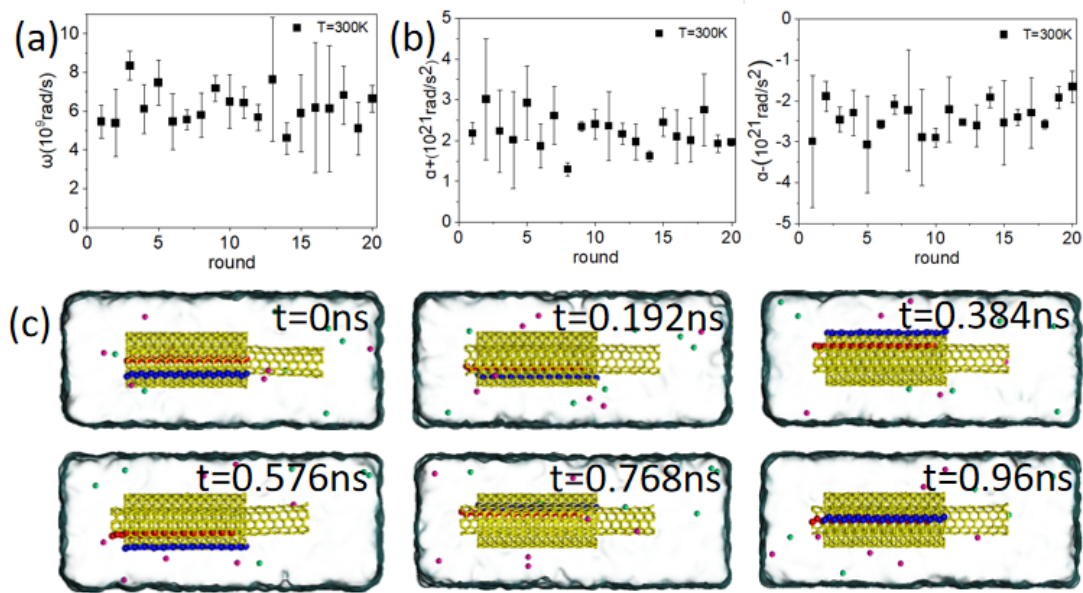 (a)
ω(10⁹rad/s)
10
8
6
4
2
0
■ T=300K
0 5 10 15 20
round
(b)
α+(10²¹rad/s²)
5
4
3
2
1
0
■ T=300K
0 5 10 15 20
round
α-(10²¹rad/s²)
-0
-1
-2
-3
-4
-5
■ T=300K
0 5 10 15 20
round
(c)
t=0ns
t=0.192ns
t=0.384ns
t=0.576ns
t=0.768ns
t=0.96ns